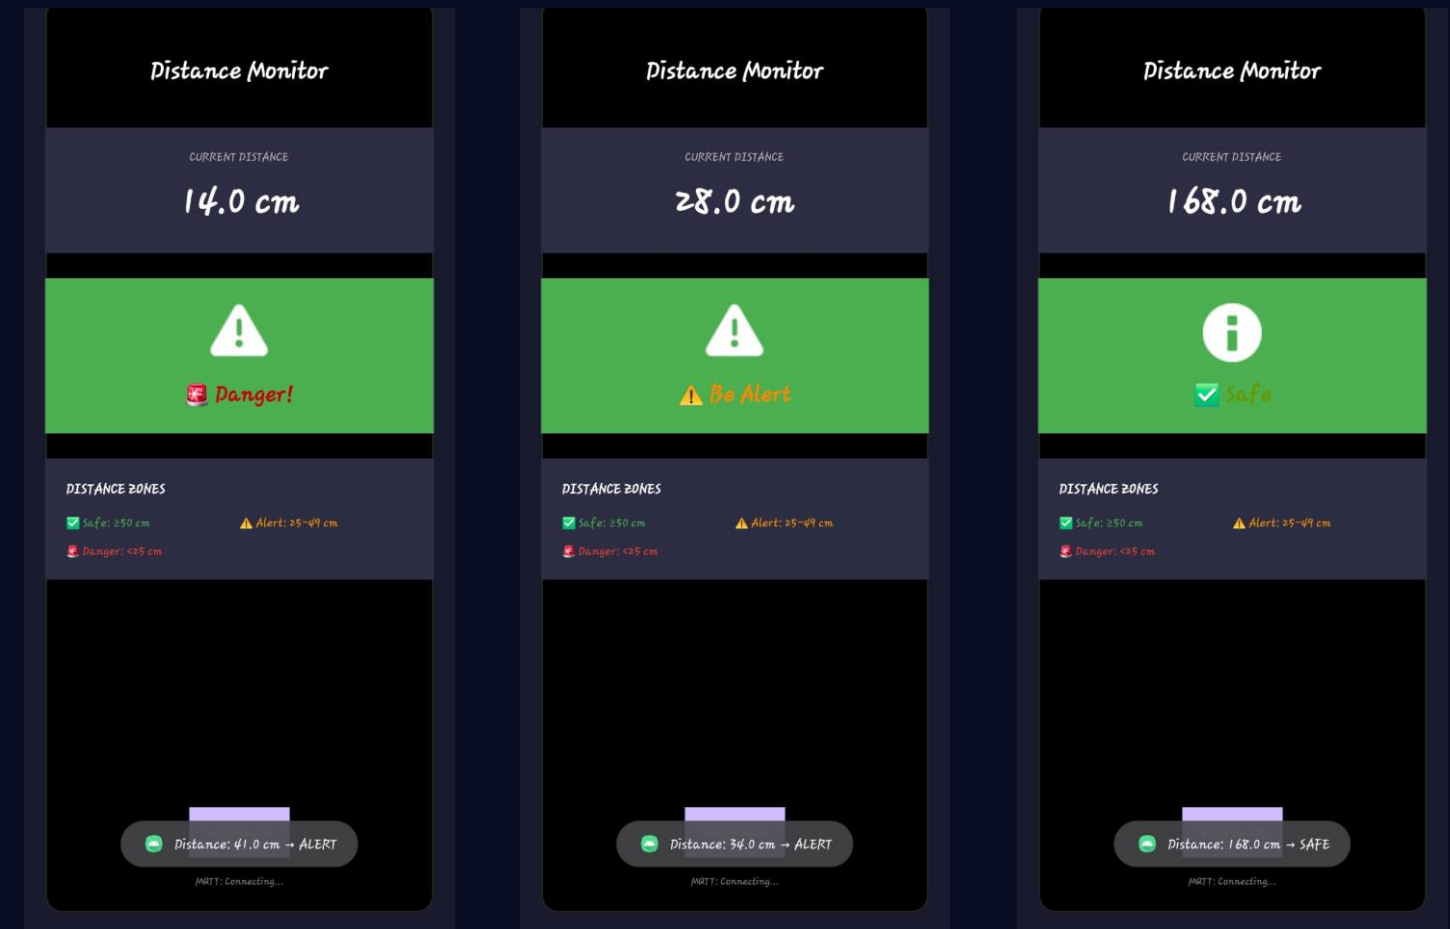 Distance Monitor
CURRENT DISTANCE
14.0 cm
🚨 Danger!
DISTANCE ZONES
✅ Safe: ≥50 cm
⚠️ Alert: 25-49 cm
🚨 Danger: <25 cm
Distance: 41.0 cm → ALERT
MQTT: Connecting...
Distance Monitor
CURRENT DISTANCE
28.0 cm
⚠️ Be Alert
DISTANCE ZONES
✅ Safe: ≥50 cm
⚠️ Alert: 25-49 cm
🚨 Danger: <25 cm
Distance: 34.0 cm → ALERT
MQTT: Connecting...
Distance Monitor
CURRENT DISTANCE
168.0 cm
✅ Safe
DISTANCE ZONES
✅ Safe: ≥50 cm
⚠️ Alert: 25-49 cm
🚨 Danger: <25 cm
Distance: 168.0 cm → SAFE
MQTT: Connecting...